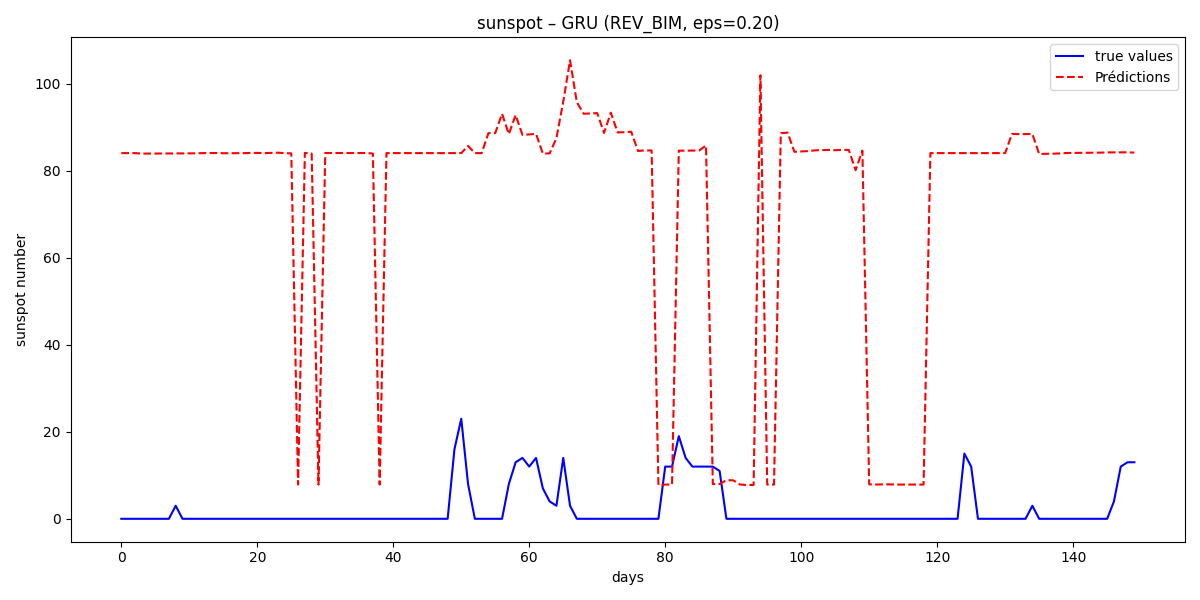 sunspot – GRU (REV_BIM, eps=0.20)
true values
Prédictions
sunspot number
100
80
60
40
20
0
0 20 40 60 80 100 120 140
days